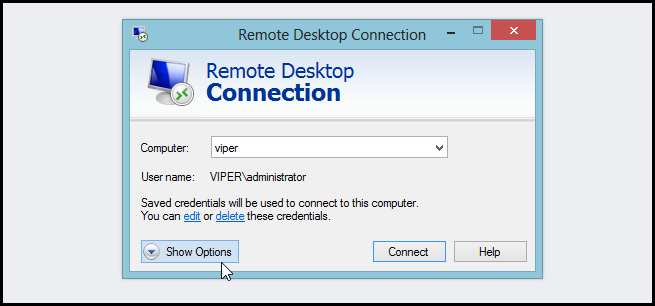 Remote Desktop Connection
Remote Desktop
Connection
Computer: viper
User name: VIPER\administrator
Saved credentials will be used to connect to this computer.
You can edit or delete these credentials.
Show Options Connect Help